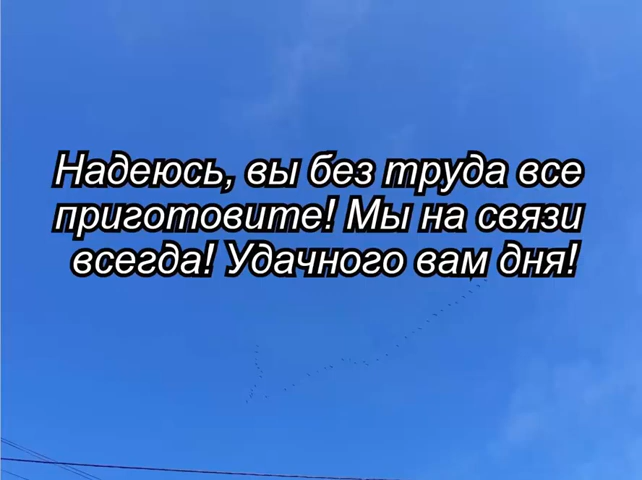 Надеюсь, вы без труда все
приготовите! Мы на связи
всегда! Удачного вам дня!